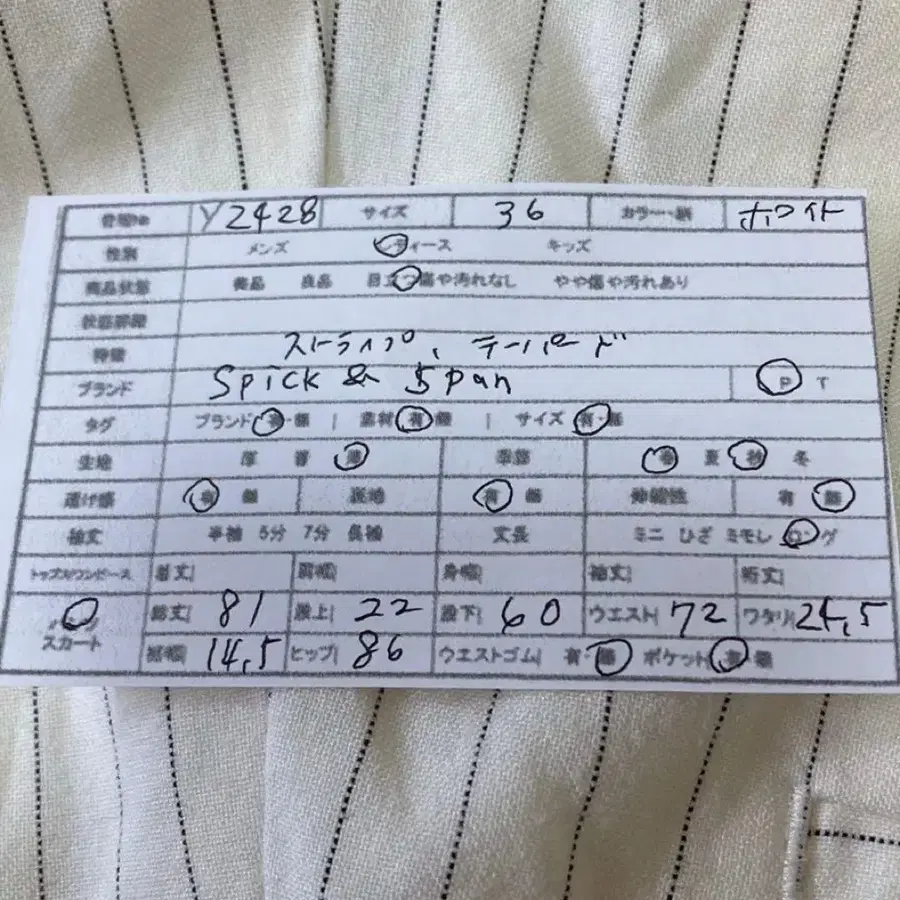 管理No Y2428 サイズ 36 カラー・柄 ホワイト
性別 メンズ レディース キッズ
商品状態 美品 良品 目立つ傷や汚れなし やや傷や汚れあり
状態詳細
特徴 ストライプ、テーパード
ブランド Spick & Span P T
タグ ブランド 有・無 | 素材 有・無 | サイズ 有・無
生地 厚 普 薄 季節 春 夏 秋 冬
透け感 有 無 裏地 有 無 伸縮性 有 無
袖丈 半袖 5分 7分 長袖 丈長 ミニ ひざ ミモレ ロング
トップス/ワンピース 着丈| 肩幅| 身幅| 袖丈| 裄丈|
スカート 総丈| 81 股上| 22 股下| 60 ウエスト| 72 ワタリ| 24,5
裾幅| 14,5 ヒップ| 86 ウエストゴム| 有・無 ポケット| 有・無